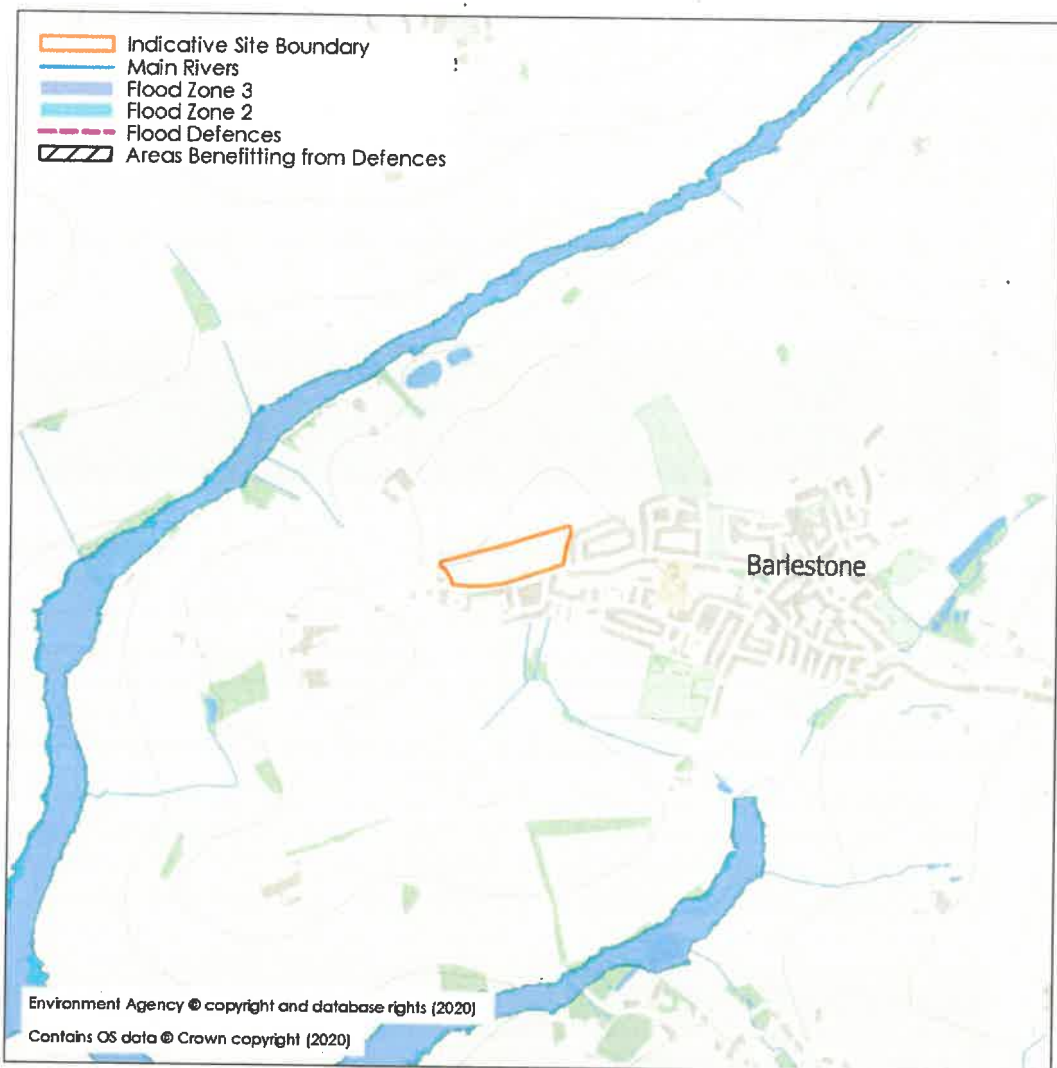 Indicative Site Boundary
Main Rivers
Flood Zone 3
Flood Zone 2
Flood Defences
Areas Benefitting from Defences
Barlestone
Environment Agency © copyright and database rights (2020)
Contains OS data © Crown copyright (2020)